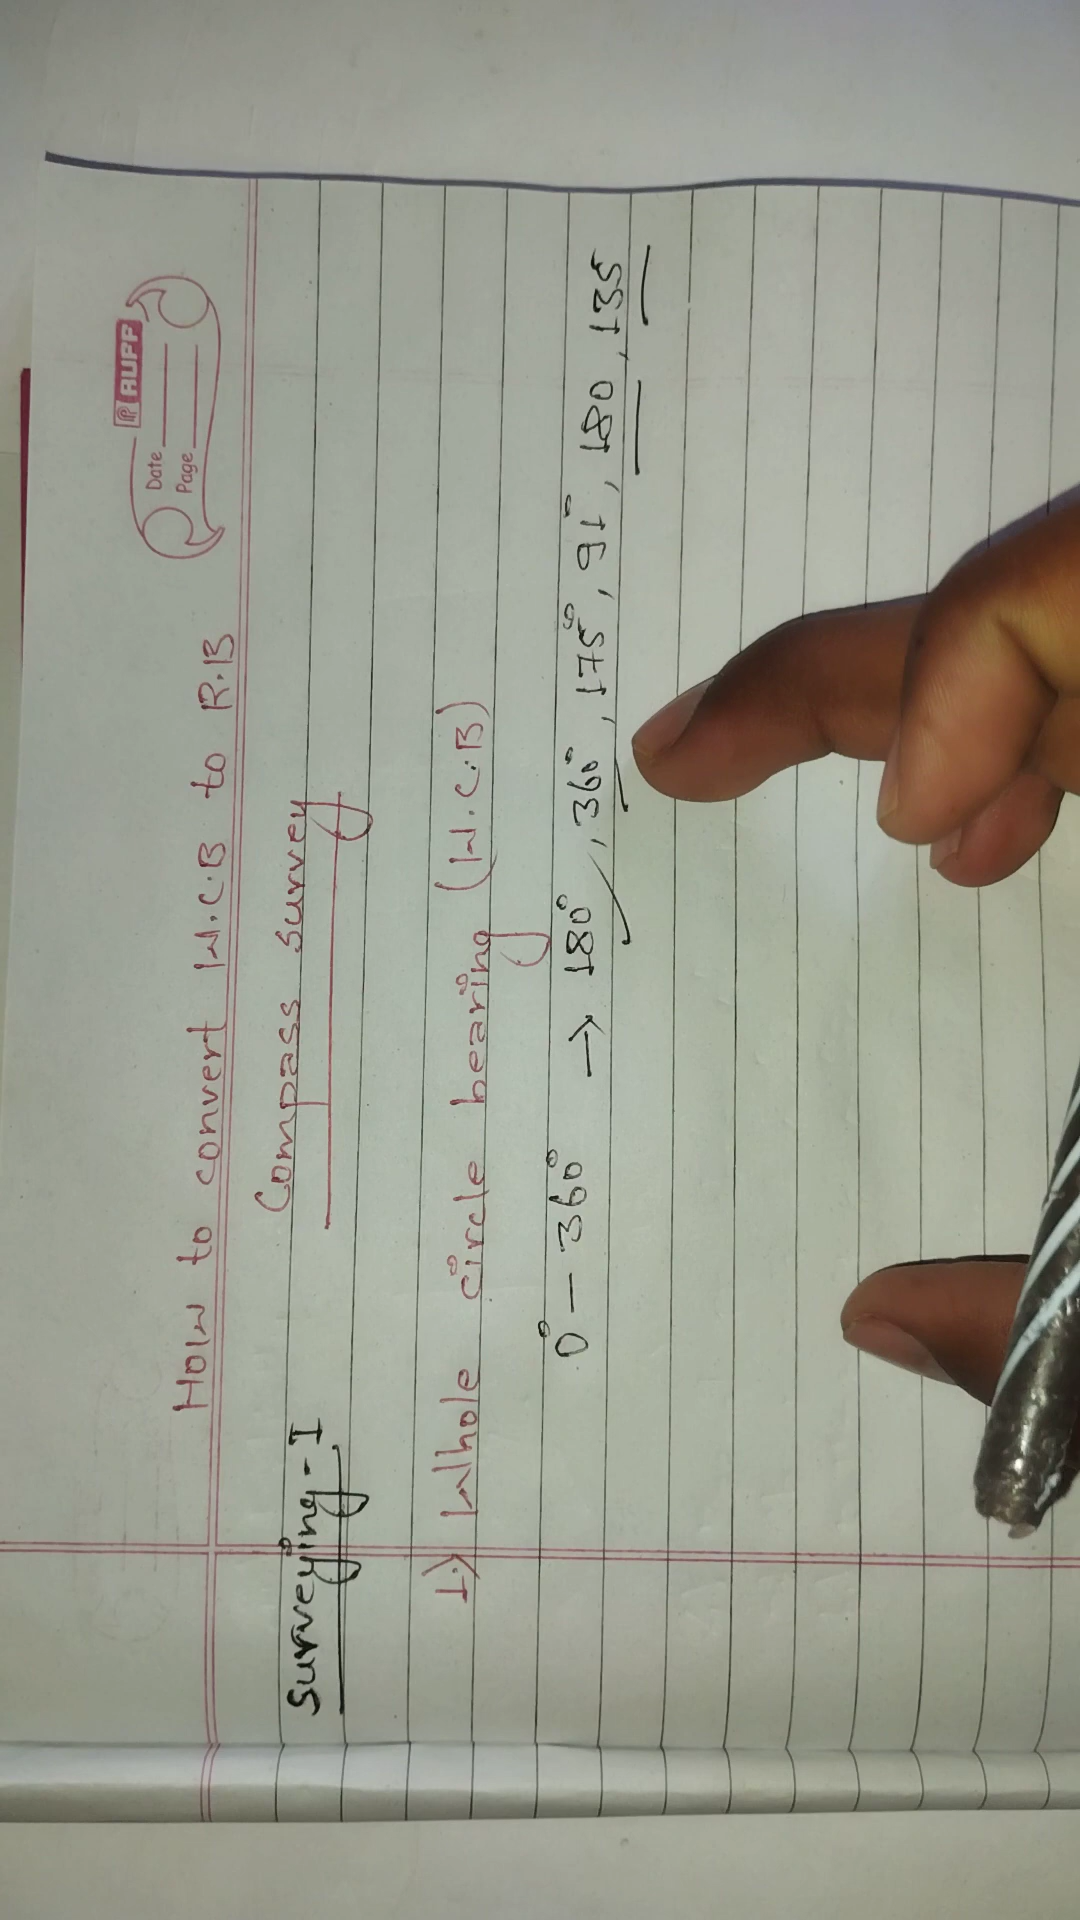 RUFF
Date
Page
How to convert W.C.B to R.B
Surveying-I Compass survey
1) Whole circle bearing (W.C.B)
0° - 360° → 180°, 360°, 175°, 91°, 180, 135